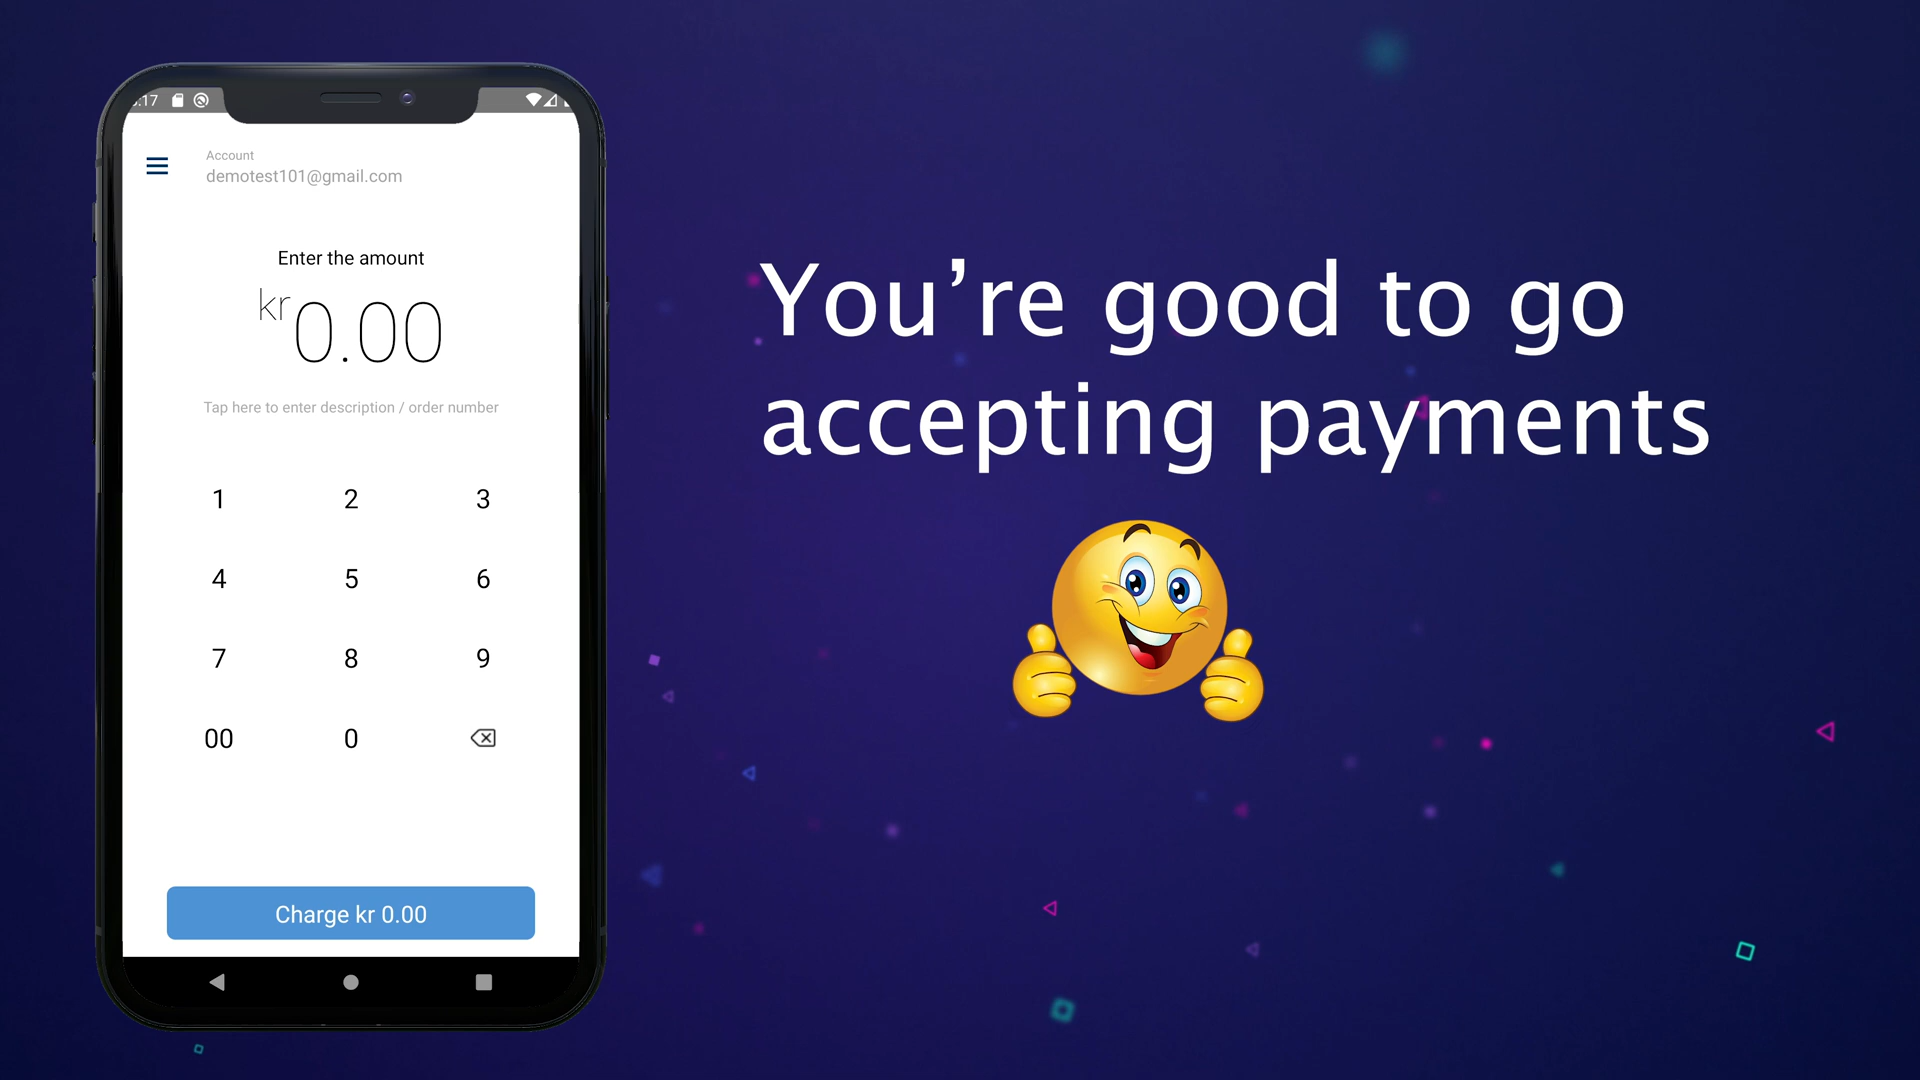 :17
Account
demotest101@gmail.com
Enter the amount
kr 0.00
Tap here to enter description / order number
1 2 3
4 5 6
7 8 9
00 0
Charge kr 0.00
You’re good to go
accepting payments